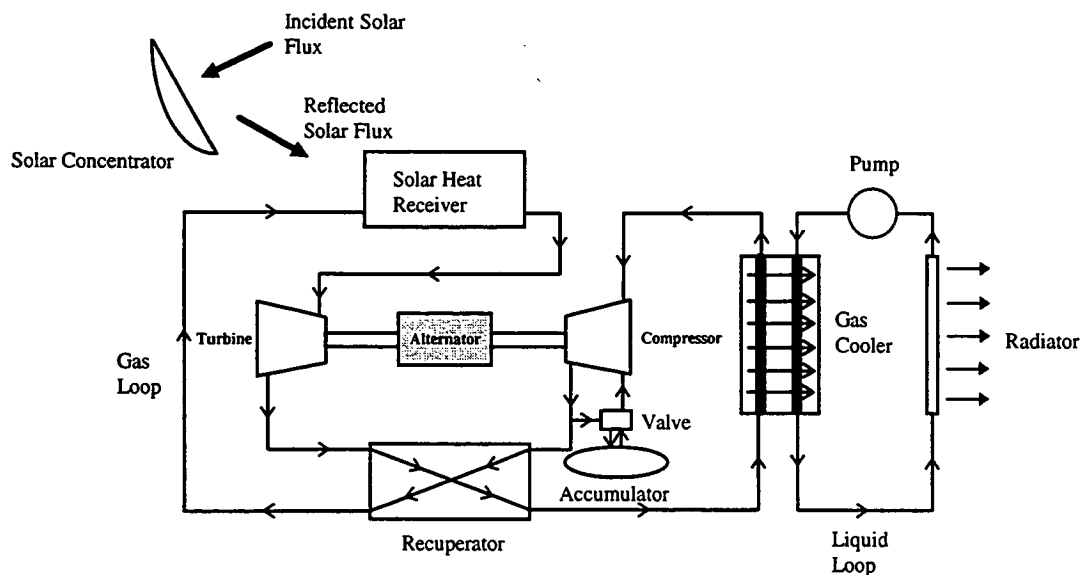 Incident Solar
Flux
Reflected
Solar Flux
Solar Concentrator
Solar Heat
Receiver
Pump
Turbine
Alternator
Compressor
Gas
Cooler
Radiator
Gas
Loop
Valve
Accumulator
Recuperator
Liquid
Loop